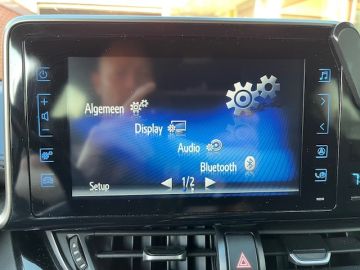 Algemeen
Display
Audio
Bluetooth
Setup
1/2